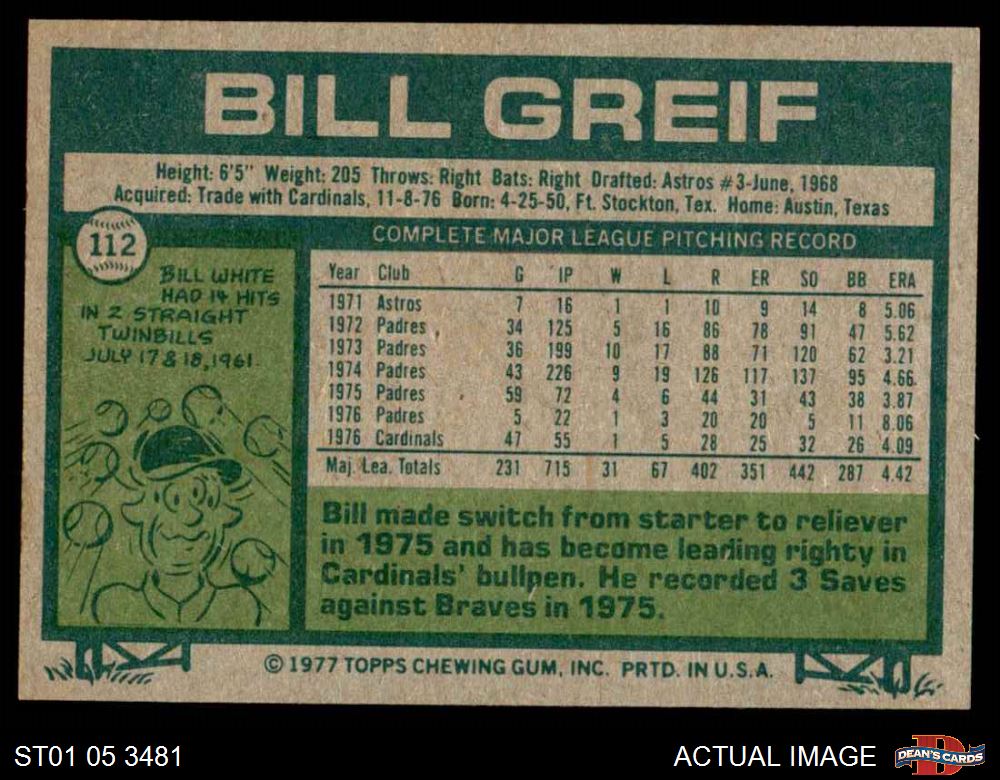 BILL GREIF
Height: 6'5" Weight: 205 Throws: Right Bats: Right Drafted: Astros #3-June, 1968
Acquired: Trade with Cardinals, 11-8-76 Born: 4-25-50, Ft. Stockton, Tex. Home: Austin, Texas
112
BILL WHITE
HAD 14 HITS
IN 2 STRAIGHT
TWINBILLS
JULY 17 & 18, 1961.
COMPLETE MAJOR LEAGUE PITCHING RECORD
Year Club G IP W L R ER SO BB ERA
1971 Astros 7 16 1 1 10 9 14 8 5.06
1972 Padres 34 125 5 16 86 78 91 47 5.62
1973 Padres 36 199 10 17 88 71 120 62 3.21
1974 Padres 43 226 9 19 126 117 137 95 4.66
1975 Padres 59 72 4 6 44 31 43 38 3.87
1976 Padres 5 22 1 3 20 20 5 11 8.06
1976 Cardinals 47 55 1 5 28 25 32 26 4.09
Maj. Lea. Totals 231 715 31 67 402 351 442 287 4.42
Bill made switch from starter to reliever
in 1975 and has become leading righty in
Cardinals' bullpen. He recorded 3 Saves
against Braves in 1975.
© 1977 TOPPS CHEWING GUM, INC. PRTD. IN U.S.A.
ST01 05 3481
ACTUAL IMAGE
D
DEAN'S CARDS